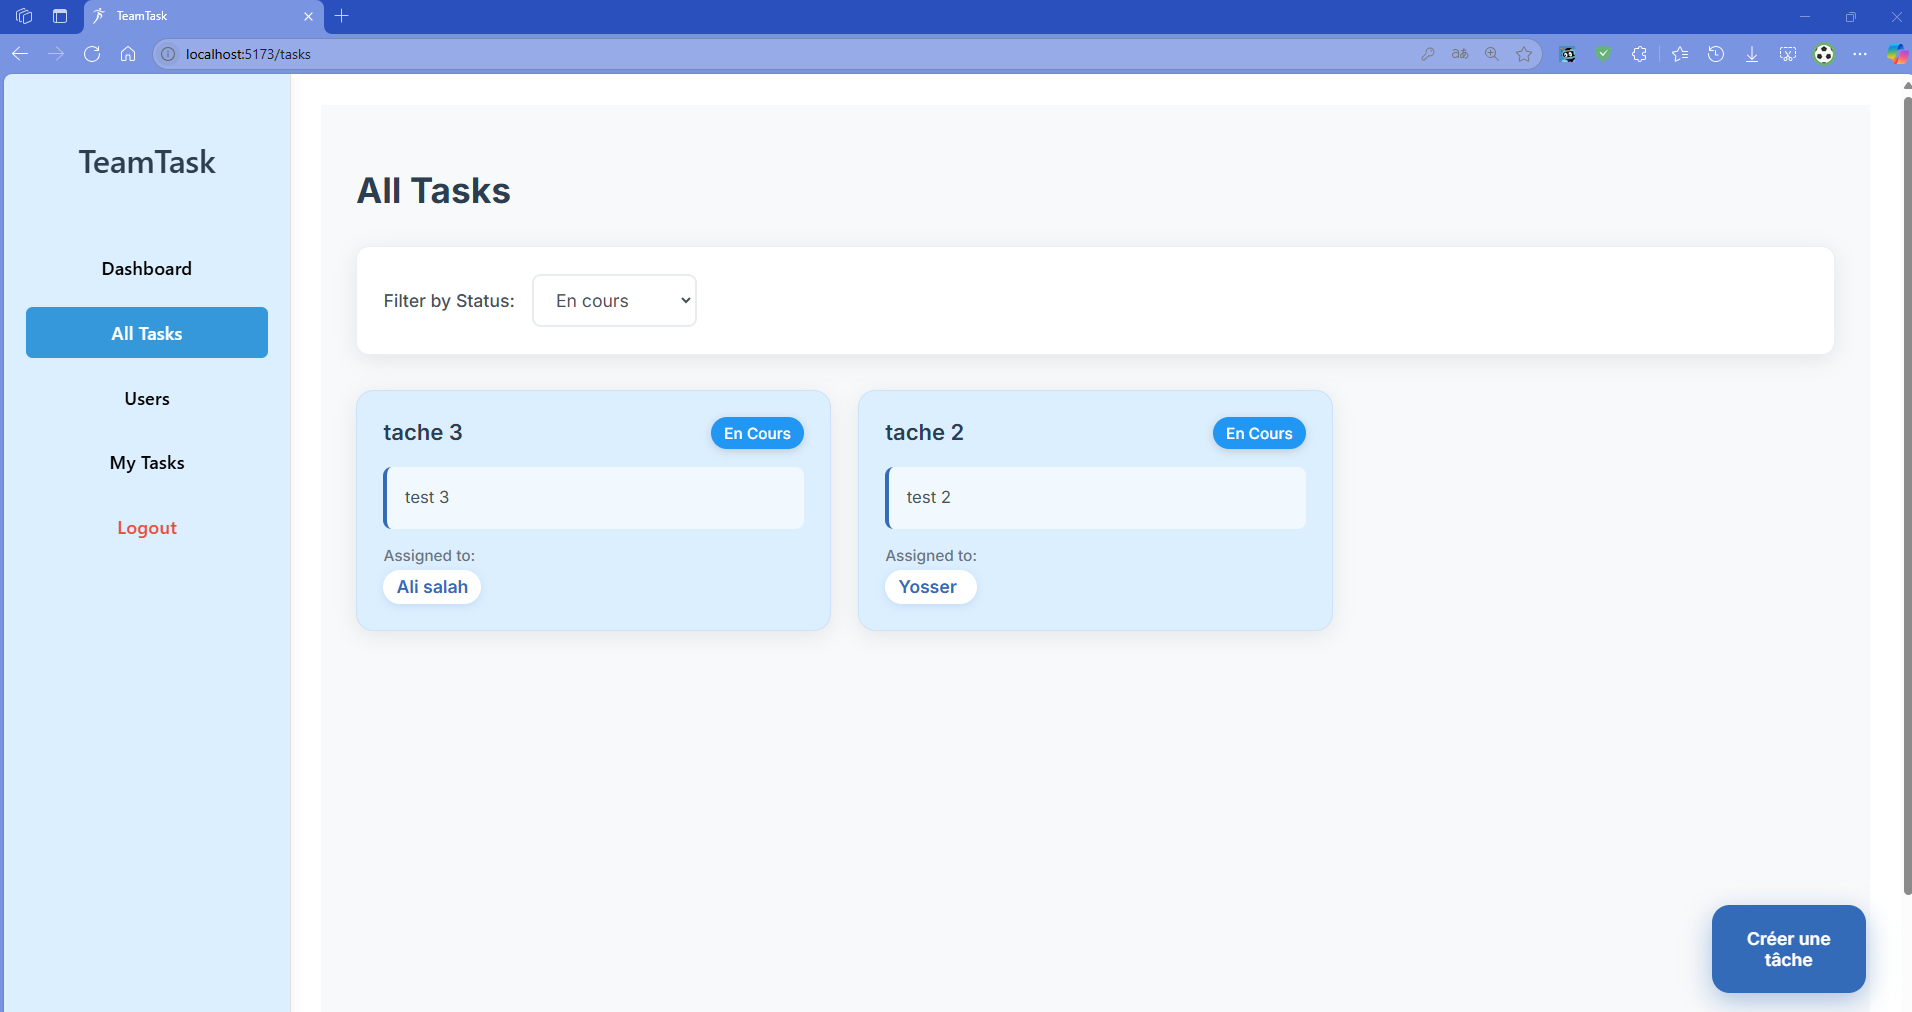 TeamTask
localhost:5173/tasks
TeamTask
Dashboard
All Tasks
Users
My Tasks
Logout
All Tasks
Filter by Status:
En cours
tache 3
En Cours
test 3
Assigned to:
Ali salah
tache 2
En Cours
test 2
Assigned to:
Yosser
Créer une
tâche